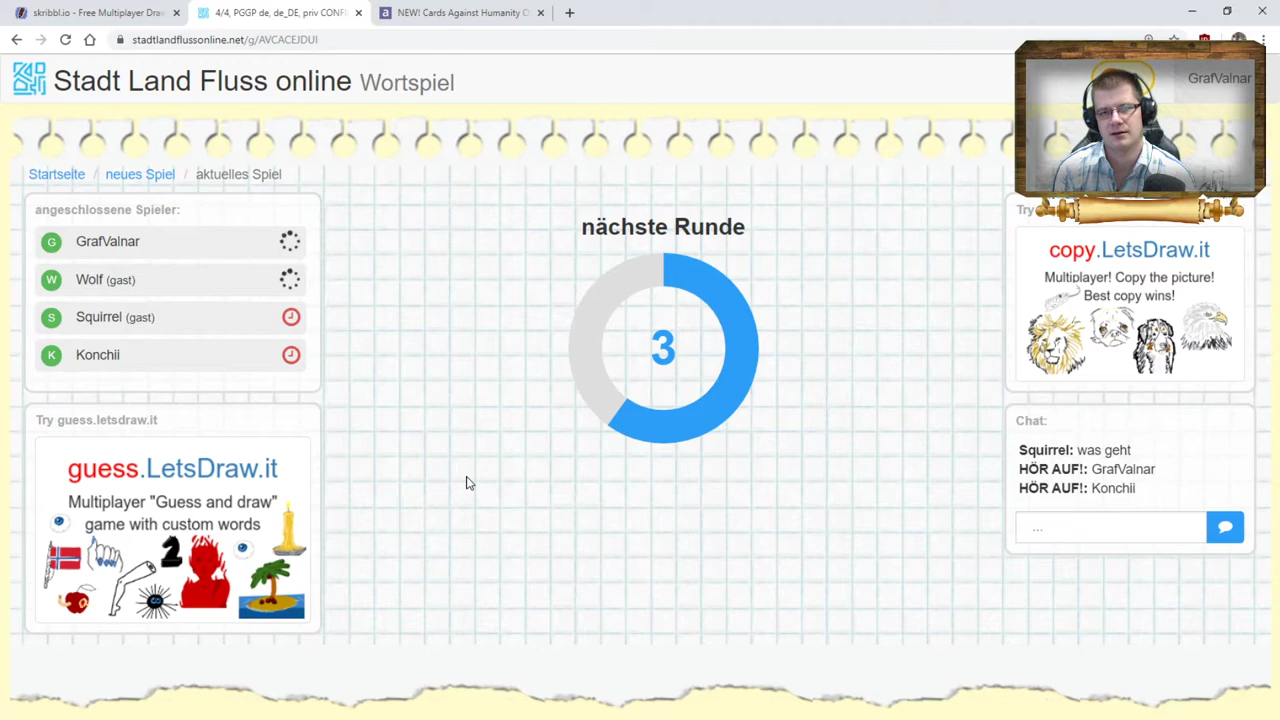 skribbl.io - Free Multiplayer Draw
4/4, PGGP de, de_DE, priv CONFI
NEW! Cards Against Humanity O
stadtlandflussonline.net/g/AVCACEJDUI
Stadt Land Fluss online Wortspiel
GrafValnar
Startseite / neues Spiel / aktuelles Spiel
angeschlossene Spieler:
G GrafValnar
W Wolf (gast)
S Squirrel (gast)
K Konchii
Try guess.letsdraw.it
guess.LetsDraw.it
Multiplayer "Guess and draw"
game with custom words
nächste Runde
3
Try
copy.LetsDraw.it
Multiplayer! Copy the picture!
Best copy wins!
Chat:
Squirrel: was geht
HÖR AUF!: GrafValnar
HÖR AUF!: Konchii
...